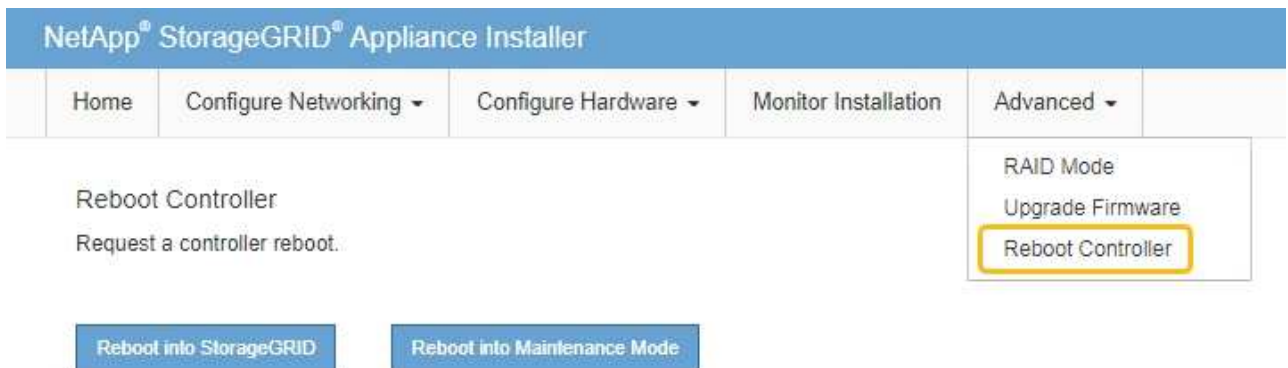 NetApp® StorageGRID® Appliance Installer
Home Configure Networking Configure Hardware Monitor Installation Advanced
RAID Mode
Upgrade Firmware
Reboot Controller
Reboot Controller
Request a controller reboot.
Reboot into StorageGRID Reboot into Maintenance Mode